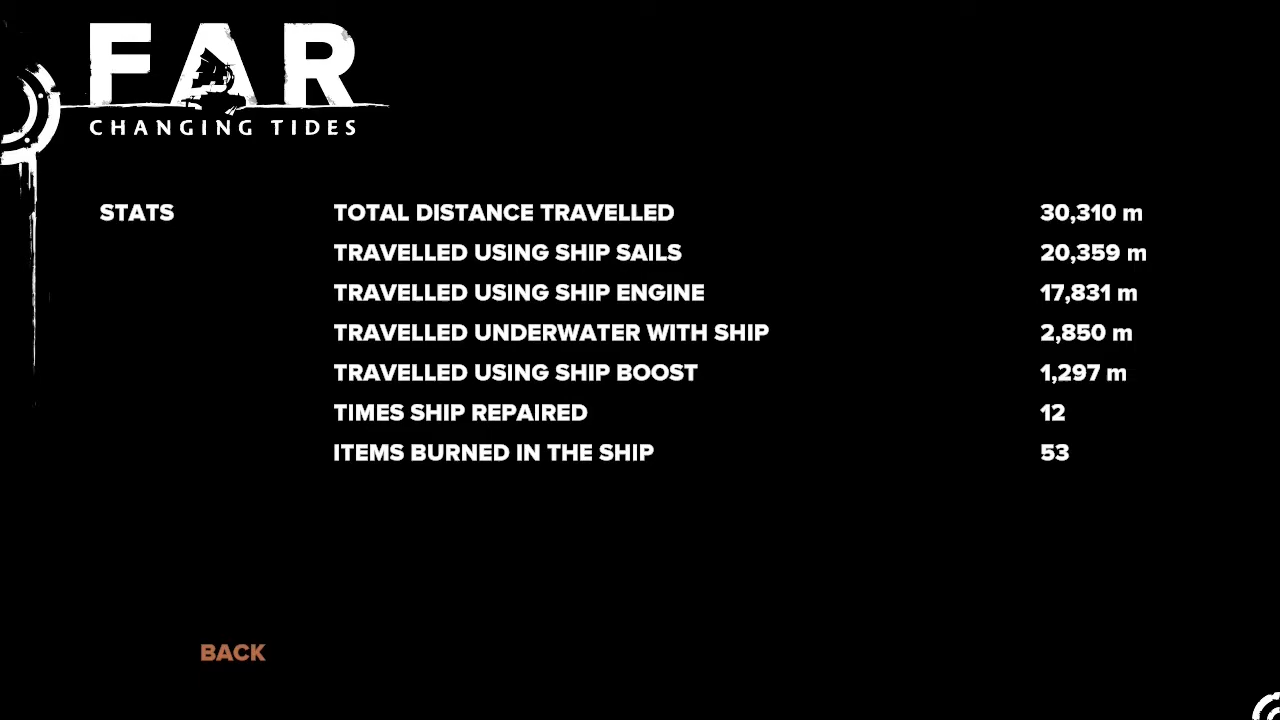 FAR
CHANGING TIDES
STATS
TOTAL DISTANCE TRAVELLED 30,310 m
TRAVELLED USING SHIP SAILS 20,359 m
TRAVELLED USING SHIP ENGINE 17,831 m
TRAVELLED UNDERWATER WITH SHIP 2,850 m
TRAVELLED USING SHIP BOOST 1,297 m
TIMES SHIP REPAIRED 12
ITEMS BURNED IN THE SHIP 53
BACK